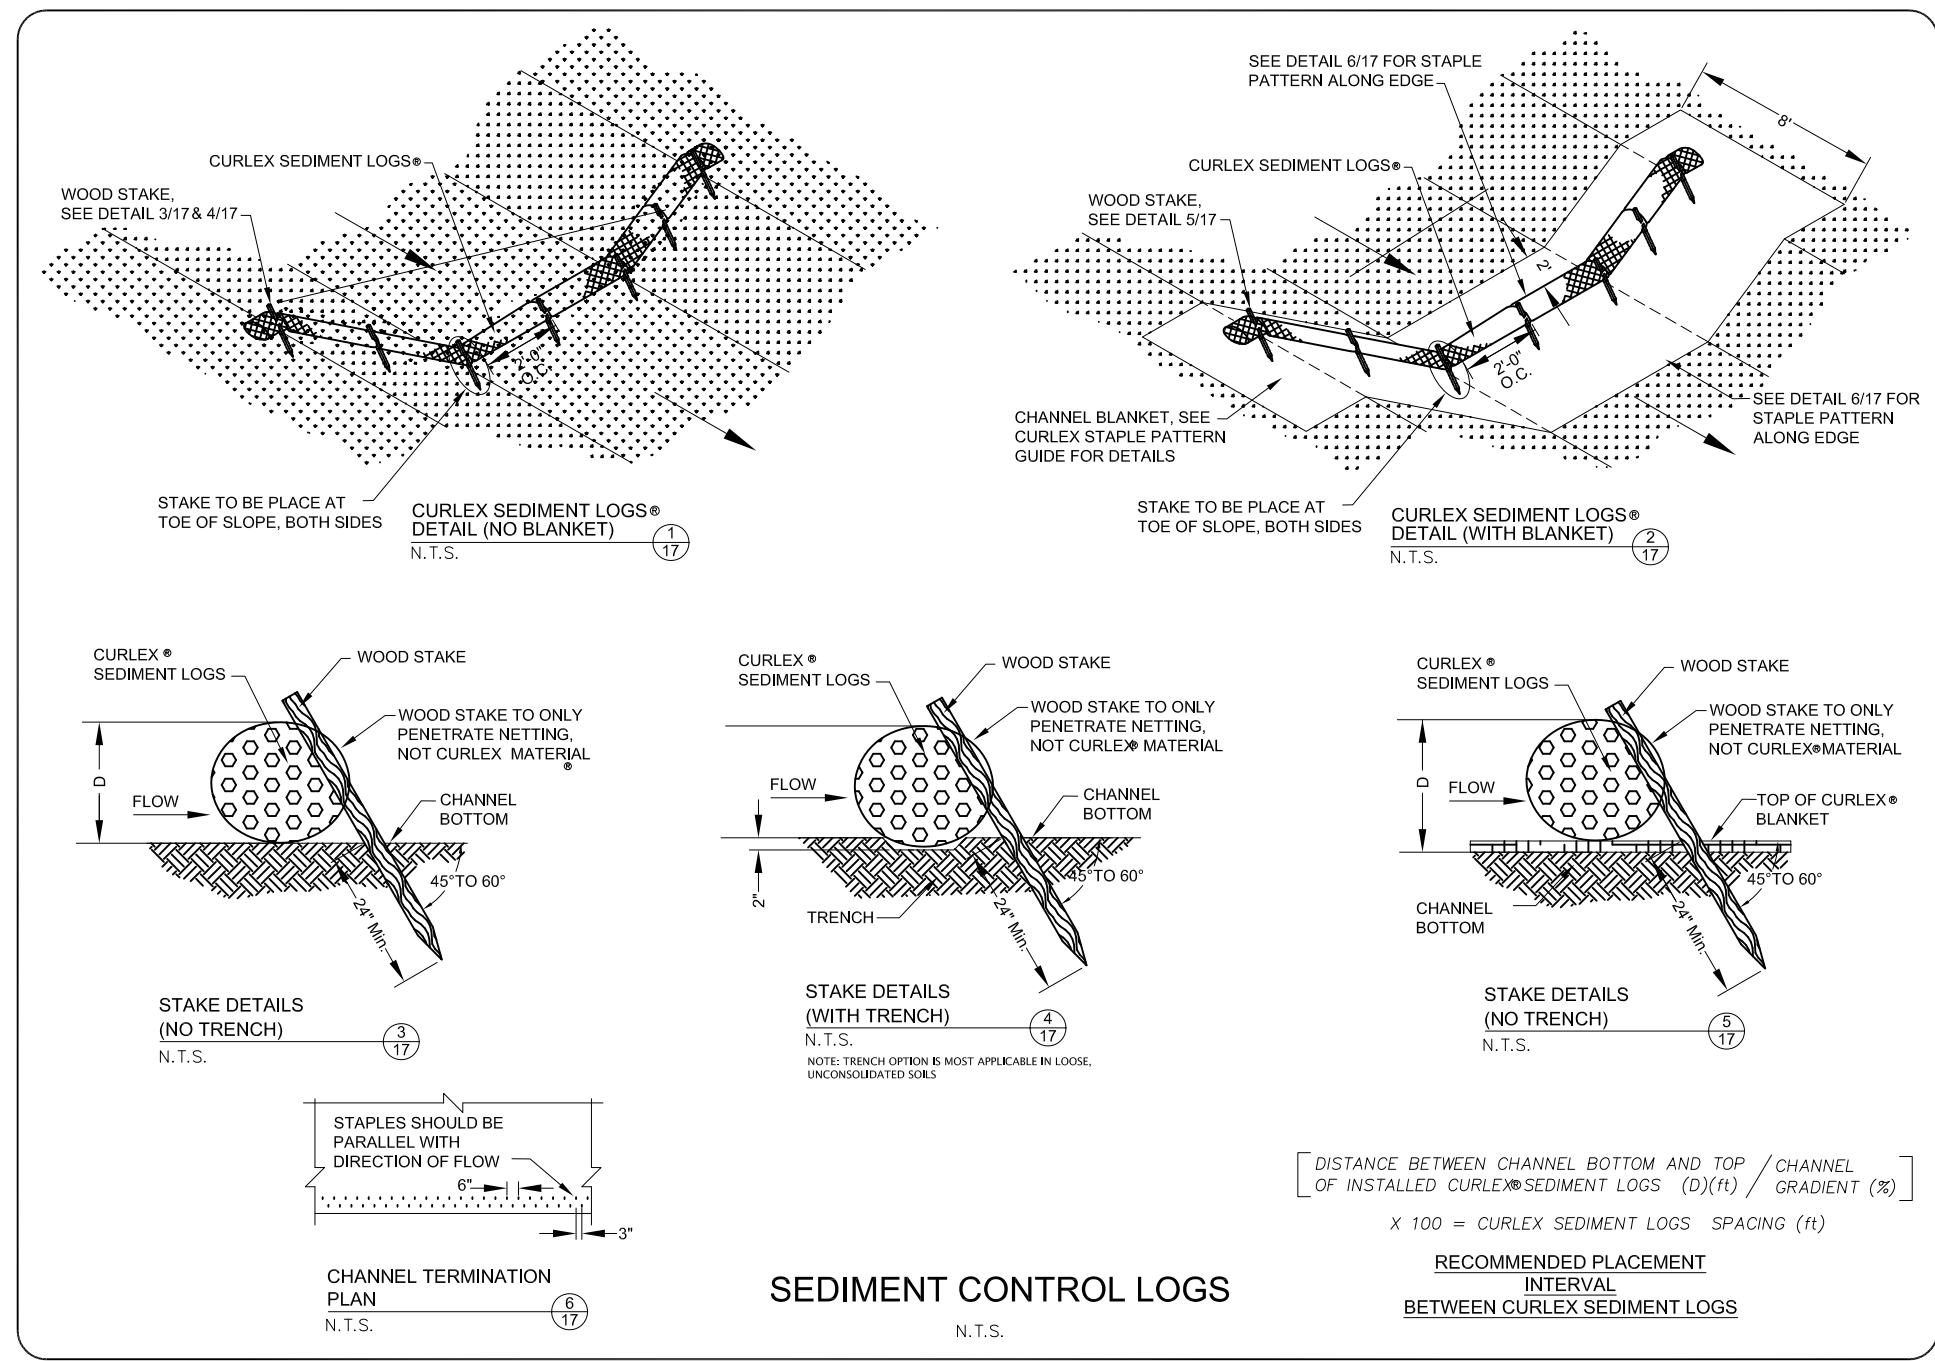 CURLEX SEDIMENT LOGS®
WOOD STAKE,
SEE DETAIL 3/17 & 4/17
2'-0"
O.C.
STAKE TO BE PLACE AT
TOE OF SLOPE, BOTH SIDES
CURLEX SEDIMENT LOGS®
DETAIL (NO BLANKET)
N.T.S.
1
17
SEE DETAIL 6/17 FOR STAPLE
PATTERN ALONG EDGE
8'
CURLEX SEDIMENT LOGS®
WOOD STAKE,
SEE DETAIL 5/17
2'
2'-0"
O.C.
CHANNEL BLANKET, SEE
CURLEX STAPLE PATTERN
GUIDE FOR DETAILS
SEE DETAIL 6/17 FOR
STAPLE PATTERN
ALONG EDGE
STAKE TO BE PLACE AT
TOE OF SLOPE, BOTH SIDES
CURLEX SEDIMENT LOGS®
DETAIL (WITH BLANKET)
N.T.S.
2
17
CURLEX ®
SEDIMENT LOGS
WOOD STAKE
WOOD STAKE TO ONLY
PENETRATE NETTING,
NOT CURLEX MATERIAL
®
D
FLOW
CHANNEL
BOTTOM
45°TO 60°
24" Min.
STAKE DETAILS
(NO TRENCH)
N.T.S.
3
17
CURLEX ®
SEDIMENT LOGS
WOOD STAKE
WOOD STAKE TO ONLY
PENETRATE NETTING,
NOT CURLEX® MATERIAL
FLOW
CHANNEL
BOTTOM
2"
TRENCH
45°TO 60°
24" Min.
STAKE DETAILS
(WITH TRENCH)
N.T.S.
4
17
NOTE: TRENCH OPTION IS MOST APPLICABLE IN LOOSE,
UNCONSOLIDATED SOILS
CURLEX ®
SEDIMENT LOGS
WOOD STAKE
WOOD STAKE TO ONLY
PENETRATE NETTING,
NOT CURLEX® MATERIAL
D
FLOW
TOP OF CURLEX®
BLANKET
45°TO 60°
CHANNEL
BOTTOM
24" Min.
STAKE DETAILS
(NO TRENCH)
N.T.S.
5
17
STAPLES SHOULD BE
PARALLEL WITH
DIRECTION OF FLOW
6"
3"
CHANNEL TERMINATION
PLAN
N.T.S.
6
17
SEDIMENT CONTROL LOGS
N.T.S.
[DISTANCE BETWEEN CHANNEL BOTTOM AND TOP / CHANNEL
OF INSTALLED CURLEX® SEDIMENT LOGS (D)(ft) / GRADIENT (%)]
X 100 = CURLEX SEDIMENT LOGS SPACING (ft)
RECOMMENDED PLACEMENT
INTERVAL
BETWEEN CURLEX SEDIMENT LOGS